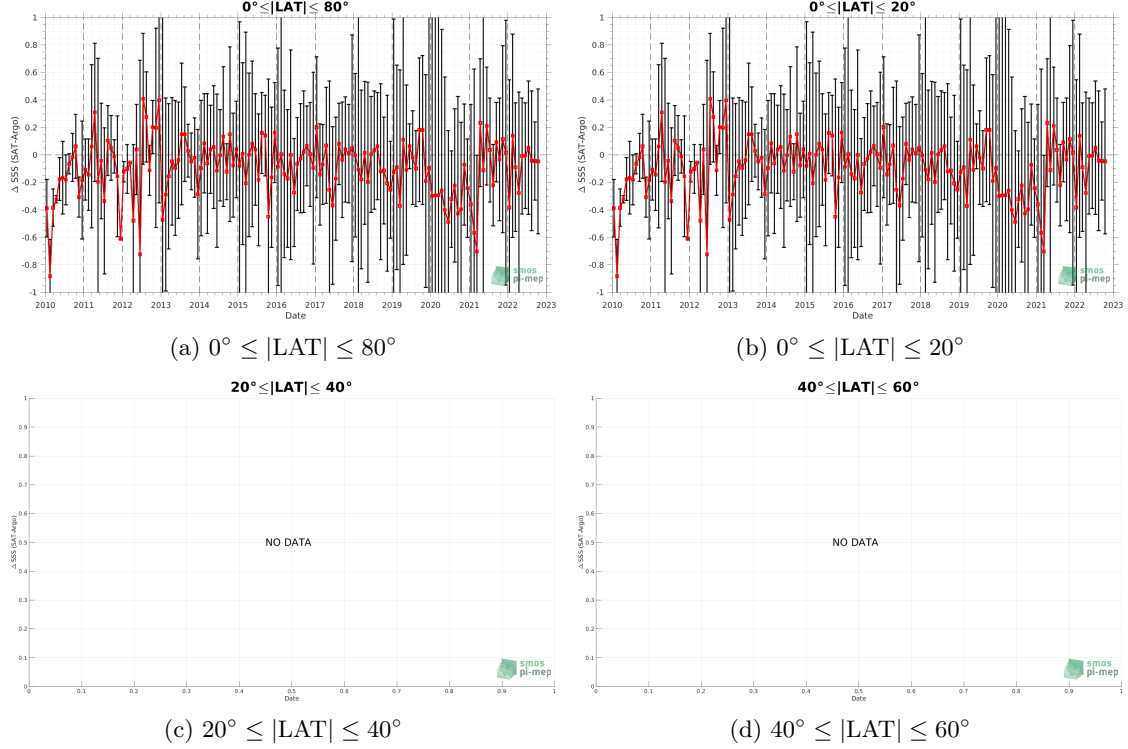 0°≤|LAT|≤ 80°
Δ SSS (SAT-Argo)
1
0.8
0.6
0.4
0.2
0
-0.2
-0.4
-0.6
-0.8
-1
smos
pi-mep
2010 2011 2012 2013 2014 2015 2016 2017 2018 2019 2020 2021 2022 2023
Date
(a) 0° ≤ |LAT| ≤ 80°
0°≤|LAT|≤ 20°
Δ SSS (SAT-Argo)
1
0.8
0.6
0.4
0.2
0
-0.2
-0.4
-0.6
-0.8
-1
smos
pi-mep
2010 2011 2012 2013 2014 2015 2016 2017 2018 2019 2020 2021 2022 2023
Date
(b) 0° ≤ |LAT| ≤ 20°
20°≤|LAT|≤ 40°
Δ SSS (SAT-Argo)
1
0.9
0.8
0.7
0.6
0.5
0.4
0.3
0.2
0.1
0
NO DATA
smos
pi-mep
0 0.1 0.2 0.3 0.4 0.5 0.6 0.7 0.8 0.9 1
Date
(c) 20° ≤ |LAT| ≤ 40°
40°≤|LAT|≤ 60°
Δ SSS (SAT-Argo)
1
0.9
0.8
0.7
0.6
0.5
0.4
0.3
0.2
0.1
0
NO DATA
smos
pi-mep
0 0.1 0.2 0.3 0.4 0.5 0.6 0.7 0.8 0.9 1
Date
(d) 40° ≤ |LAT| ≤ 60°